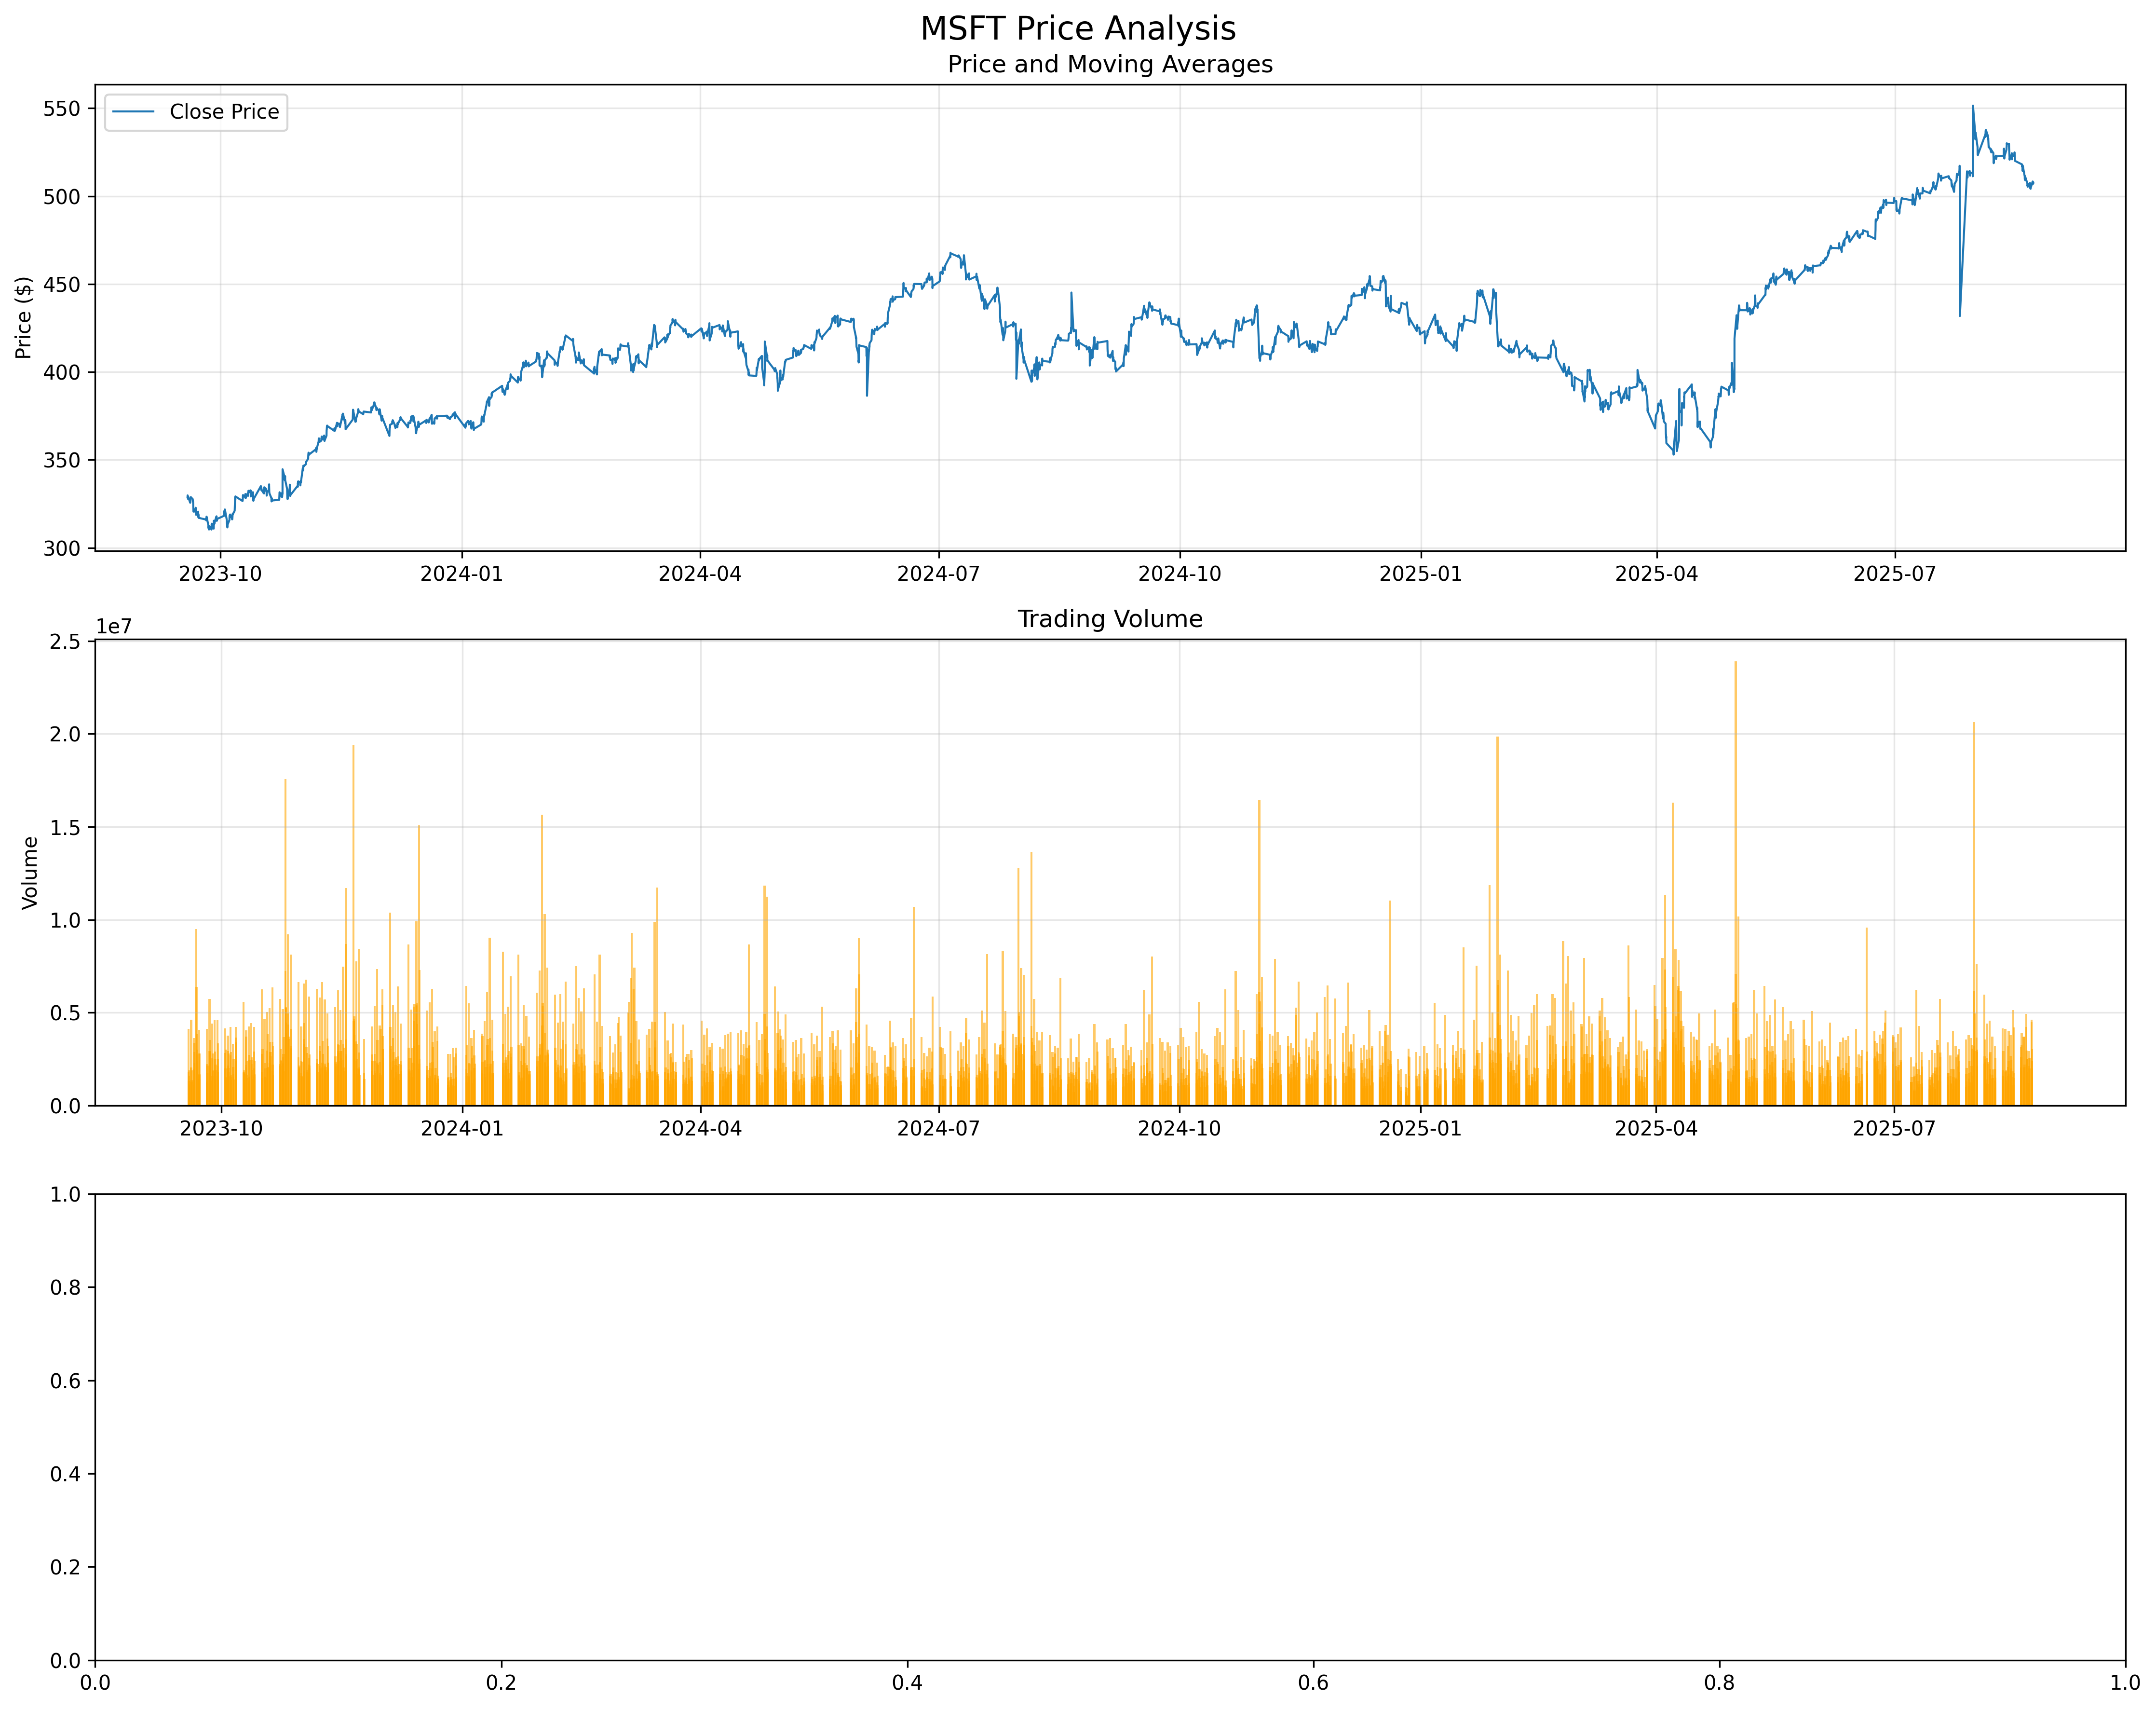 MSFT Price Analysis
Price and Moving Averages
Close Price
Price ($)
550
500
450
400
350
300
2023-10 2024-01 2024-04 2024-07 2024-10 2025-01 2025-04 2025-07
Trading Volume
1e7
Volume
2.5
2.0
1.5
1.0
0.5
0.0
2023-10 2024-01 2024-04 2024-07 2024-10 2025-01 2025-04 2025-07
1.0
0.8
0.6
0.4
0.2
0.0
0.0 0.2 0.4 0.6 0.8 1.0